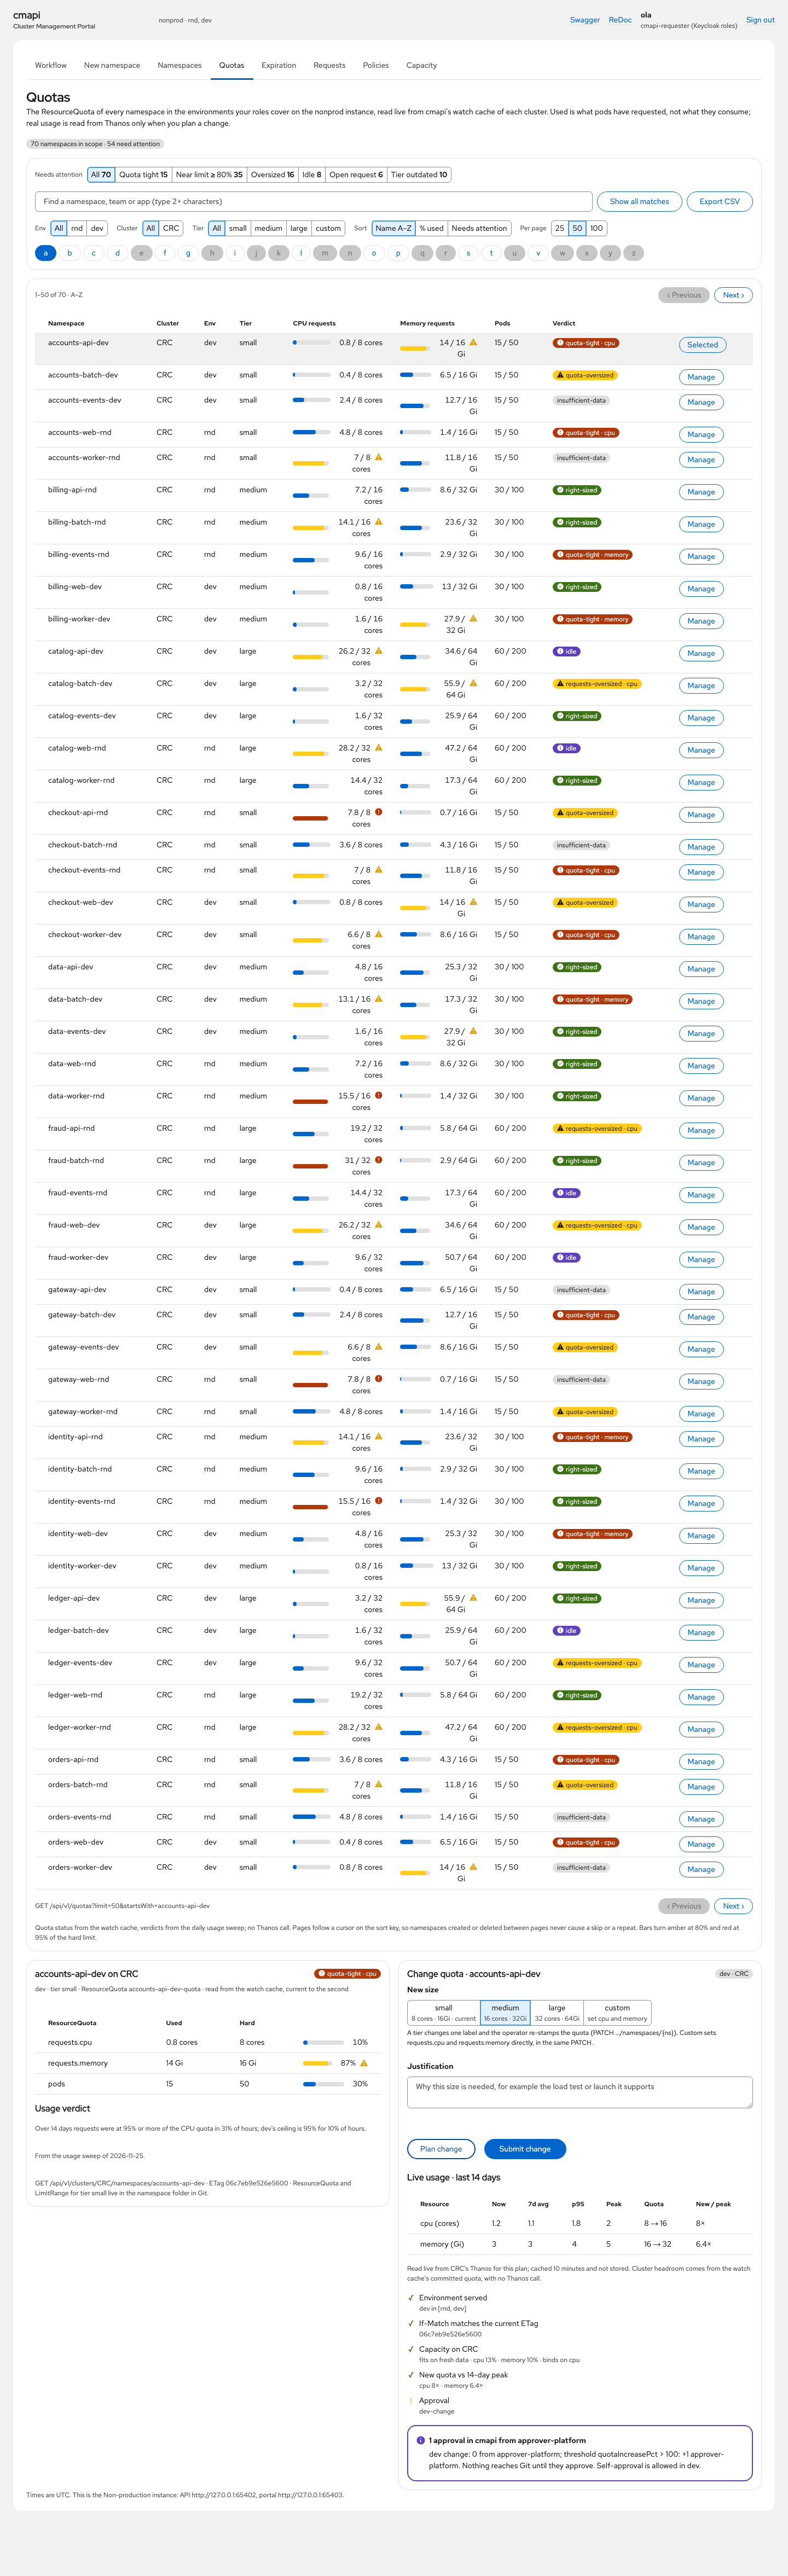 cmapi
Cluster Management Portal
nonprod · rnd, dev
Swagger
ReDoc
ola
cmapi-requester (Keycloak roles)
Sign out
Workflow
New namespace
Namespaces
Quotas
Expiration
Requests
Policies
Capacity
Quotas
The ResourceQuota of every namespace in the environments your roles cover on the nonprod instance, read live from cmapi's watch cache of each cluster. Used is what pods have requested, not what they consume;
real usage is read from Thanos only when you plan a change.
70 namespaces in scope · 54 need attention
Needs attention All 70 Quota tight 15 Near limit ≥ 80% 35 Oversized 16 Idle 8 Open request 6 Tier outdated 10
Find a namespace, team or app (type 2+ characters)
Show all matches
Export CSV
Env All rnd dev Cluster All CRC Tier All small medium large custom Sort Name A–Z % used Needs attention Per page 25 50 100
a b c d e f g h i j k l m n o p q r s t u v w x y z
1–50 of 70 · A–Z
‹ Previous
Next ›
Namespace Cluster Env Tier CPU requests Memory requests Pods Verdict
accounts-api-dev CRC dev small 0.8 / 8 cores 14 / 16 Gi 15 / 50 quota-tight · cpu Selected
accounts-batch-dev CRC dev small 0.4 / 8 cores 6.5 / 16 Gi 15 / 50 quota-oversized Manage
accounts-events-dev CRC dev small 2.4 / 8 cores 12.7 / 16 Gi 15 / 50 insufficient-data Manage
accounts-web-rnd CRC rnd small 4.8 / 8 cores 1.4 / 16 Gi 15 / 50 quota-tight · cpu Manage
accounts-worker-rnd CRC rnd small 7 / 8 cores 11.8 / 16 Gi 15 / 50 insufficient-data Manage
billing-api-rnd CRC rnd medium 7.2 / 16 cores 8.6 / 32 Gi 30 / 100 right-sized Manage
billing-batch-rnd CRC rnd medium 14.1 / 16 cores 23.6 / 32 Gi 30 / 100 right-sized Manage
billing-events-rnd CRC rnd medium 9.6 / 16 cores 2.9 / 32 Gi 30 / 100 quota-tight · memory Manage
billing-web-dev CRC dev medium 0.8 / 16 cores 13 / 32 Gi 30 / 100 right-sized Manage
billing-worker-dev CRC dev medium 1.6 / 16 cores 27.9 / 32 Gi 30 / 100 quota-tight · memory Manage
catalog-api-dev CRC dev large 26.2 / 32 cores 34.6 / 64 Gi 60 / 200 idle Manage
catalog-batch-dev CRC dev large 3.2 / 32 cores 55.9 / 64 Gi 60 / 200 requests-oversized · cpu Manage
catalog-events-dev CRC dev large 1.6 / 32 cores 25.9 / 64 Gi 60 / 200 right-sized Manage
catalog-web-rnd CRC rnd large 28.2 / 32 cores 47.2 / 64 Gi 60 / 200 idle Manage
catalog-worker-rnd CRC rnd large 14.4 / 32 cores 17.3 / 64 Gi 60 / 200 right-sized Manage
checkout-api-rnd CRC rnd small 7.8 / 8 cores 0.7 / 16 Gi 15 / 50 quota-oversized Manage
checkout-batch-rnd CRC rnd small 3.6 / 8 cores 4.3 / 16 Gi 15 / 50 insufficient-data Manage
checkout-events-rnd CRC rnd small 7 / 8 cores 11.8 / 16 Gi 15 / 50 quota-tight · cpu Manage
checkout-web-dev CRC dev small 0.8 / 8 cores 14 / 16 Gi 15 / 50 quota-oversized Manage
checkout-worker-dev CRC dev small 6.6 / 8 cores 8.6 / 16 Gi 15 / 50 quota-tight · cpu Manage
data-api-dev CRC dev medium 4.8 / 16 cores 25.3 / 32 Gi 30 / 100 right-sized Manage
data-batch-dev CRC dev medium 13.1 / 16 cores 17.3 / 32 Gi 30 / 100 quota-tight · memory Manage
data-events-dev CRC dev medium 1.6 / 16 cores 27.9 / 32 Gi 30 / 100 right-sized Manage
data-web-rnd CRC rnd medium 7.2 / 16 cores 8.6 / 32 Gi 30 / 100 right-sized Manage
data-worker-rnd CRC rnd medium 15.5 / 16 cores 1.4 / 32 Gi 30 / 100 right-sized Manage
fraud-api-rnd CRC rnd large 19.2 / 32 cores 5.8 / 64 Gi 60 / 200 requests-oversized · cpu Manage
fraud-batch-rnd CRC rnd large 31 / 32 cores 2.9 / 64 Gi 60 / 200 right-sized Manage
fraud-events-rnd CRC rnd large 14.4 / 32 cores 17.3 / 64 Gi 60 / 200 idle Manage
fraud-web-dev CRC dev large 26.2 / 32 cores 34.6 / 64 Gi 60 / 200 requests-oversized · cpu Manage
fraud-worker-dev CRC dev large 9.6 / 32 cores 50.7 / 64 Gi 60 / 200 idle Manage
gateway-api-dev CRC dev small 0.4 / 8 cores 6.5 / 16 Gi 15 / 50 insufficient-data Manage
gateway-batch-dev CRC dev small 2.4 / 8 cores 12.7 / 16 Gi 15 / 50 quota-tight · cpu Manage
gateway-events-dev CRC dev small 6.6 / 8 cores 8.6 / 16 Gi 15 / 50 quota-oversized Manage
gateway-web-rnd CRC rnd small 7.8 / 8 cores 0.7 / 16 Gi 15 / 50 insufficient-data Manage
gateway-worker-rnd CRC rnd small 4.8 / 8 cores 1.4 / 16 Gi 15 / 50 quota-oversized Manage
identity-api-rnd CRC rnd medium 14.1 / 16 cores 23.6 / 32 Gi 30 / 100 quota-tight · memory Manage
identity-batch-rnd CRC rnd medium 9.6 / 16 cores 2.9 / 32 Gi 30 / 100 right-sized Manage
identity-events-rnd CRC rnd medium 15.5 / 16 cores 1.4 / 32 Gi 30 / 100 right-sized Manage
identity-web-dev CRC dev medium 4.8 / 16 cores 25.3 / 32 Gi 30 / 100 quota-tight · memory Manage
identity-worker-dev CRC dev medium 0.8 / 16 cores 13 / 32 Gi 30 / 100 right-sized Manage
ledger-api-dev CRC dev large 3.2 / 32 cores 55.9 / 64 Gi 60 / 200 right-sized Manage
ledger-batch-dev CRC dev large 1.6 / 32 cores 25.9 / 64 Gi 60 / 200 idle Manage
ledger-events-dev CRC dev large 9.6 / 32 cores 50.7 / 64 Gi 60 / 200 requests-oversized · cpu Manage
ledger-web-rnd CRC rnd large 19.2 / 32 cores 5.8 / 64 Gi 60 / 200 right-sized Manage
ledger-worker-rnd CRC rnd large 28.2 / 32 cores 47.2 / 64 Gi 60 / 200 requests-oversized · cpu Manage
orders-api-rnd CRC rnd small 3.6 / 8 cores 4.3 / 16 Gi 15 / 50 quota-tight · cpu Manage
orders-batch-rnd CRC rnd small 7 / 8 cores 11.8 / 16 Gi 15 / 50 quota-oversized Manage
orders-events-rnd CRC rnd small 4.8 / 8 cores 1.4 / 16 Gi 15 / 50 insufficient-data Manage
orders-web-dev CRC dev small 0.4 / 8 cores 6.5 / 16 Gi 15 / 50 quota-tight · cpu Manage
orders-worker-dev CRC dev small 0.8 / 8 cores 14 / 16 Gi 15 / 50 insufficient-data Manage
GET /api/v1/quotas?limit=50&startsWith=accounts-api-dev
‹ Previous
Next ›
Quota status from the watch cache, verdicts from the daily usage sweep; no Thanos call. Pages follow a cursor on the sort key, so namespaces created or deleted between pages never cause a skip or a repeat. Bars turn amber at 80% and red at
95% of the hard limit.
accounts-api-dev on CRC
quota-tight · cpu
dev · tier small · ResourceQuota accounts-api-dev-quota · read from the watch cache, current to the second
ResourceQuota Used Hard
requests.cpu 0.8 cores 8 cores 10%
requests.memory 14 Gi 16 Gi 87%
pods 15 50 30%
Usage verdict
Over 14 days requests were at 95% or more of the CPU quota in 31% of hours; dev's ceiling is 95% for 10% of hours.
From the usage sweep of 2026-11-25.
GET /api/v1/clusters/CRC/namespaces/accounts-api-dev · ETag 06c7eb9e526e5600 · ResourceQuota and
LimitRange for tier small live in the namespace folder in Git.
Change quota · accounts-api-dev
dev · CRC
New size
small medium large custom
8 cores · 16Gi · current 16 cores · 32Gi 32 cores · 64Gi set cpu and memory
A tier changes one label and the operator re-stamps the quota (PATCH .../namespaces/{ns}). Custom sets
requests.cpu and requests.memory directly, in the same PATCH.
Justification
Why this size is needed, for example the load test or launch it supports
Plan change
Submit change
Live usage · last 14 days
Resource Now 7d avg p95 Peak Quota New / peak
cpu (cores) 1.2 1.1 1.8 2 8 → 16 8×
memory (Gi) 3 3 4 5 16 → 32 6.4×
Read live from CRC's Thanos for this plan; cached 10 minutes and not stored. Cluster headroom comes from the watch
cache's committed quota, with no Thanos call.
✓ Environment served
dev in [rnd, dev]
✓ If-Match matches the current ETag
06c7eb9e526e5600
✓ Capacity on CRC
fits on fresh data · cpu 13% · memory 10% · binds on cpu
✓ New quota vs 14-day peak
cpu 8× · memory 6.4×
! Approval
dev-change
1 approval in cmapi from approver-platform
dev change: 0 from approver-platform; threshold quotaIncreasePct > 100: +1 approver-
platform. Nothing reaches Git until they approve. Self-approval is allowed in dev.
Times are UTC. This is the Non-production instance: API http://127.0.0.1:65402, portal http://127.0.0.1:65403.